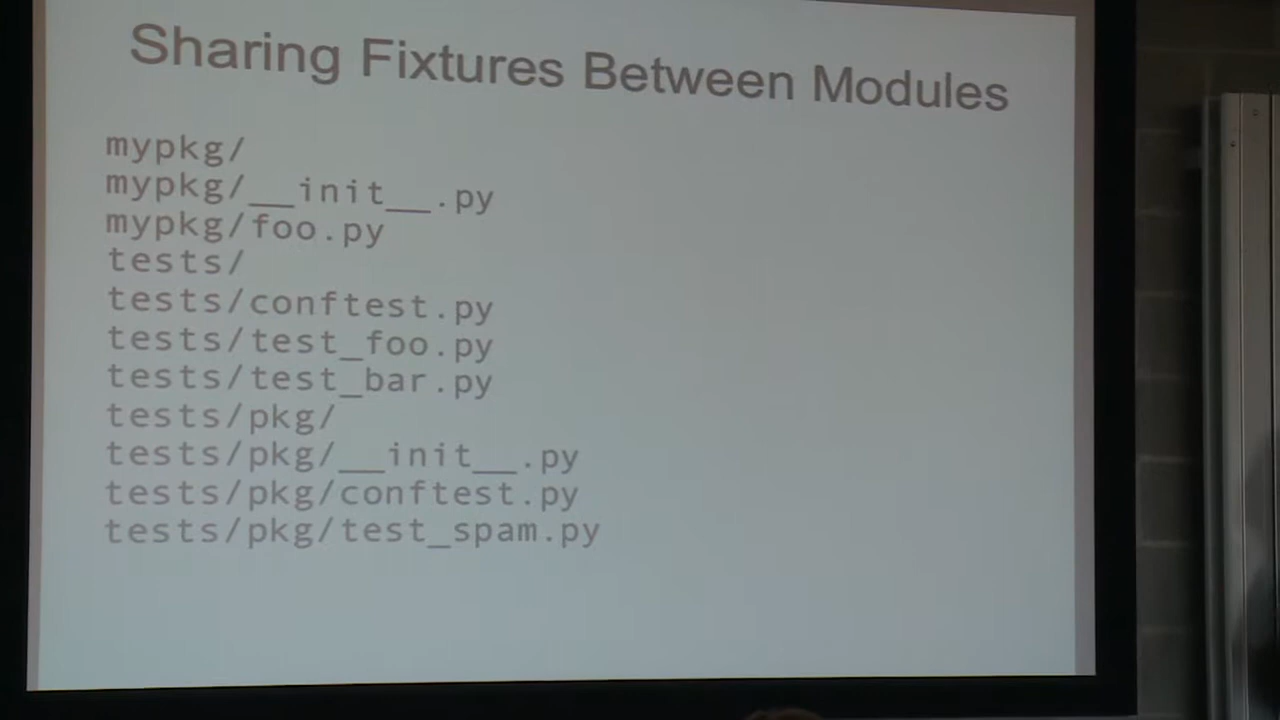 Sharing Fixtures Between Modules
mypkg/
mypkg/__init__.py
mypkg/foo.py
tests/
tests/conftest.py
tests/test_foo.py
tests/test_bar.py
tests/pkg/
tests/pkg/__init__.py
tests/pkg/conftest.py
tests/pkg/test_spam.py